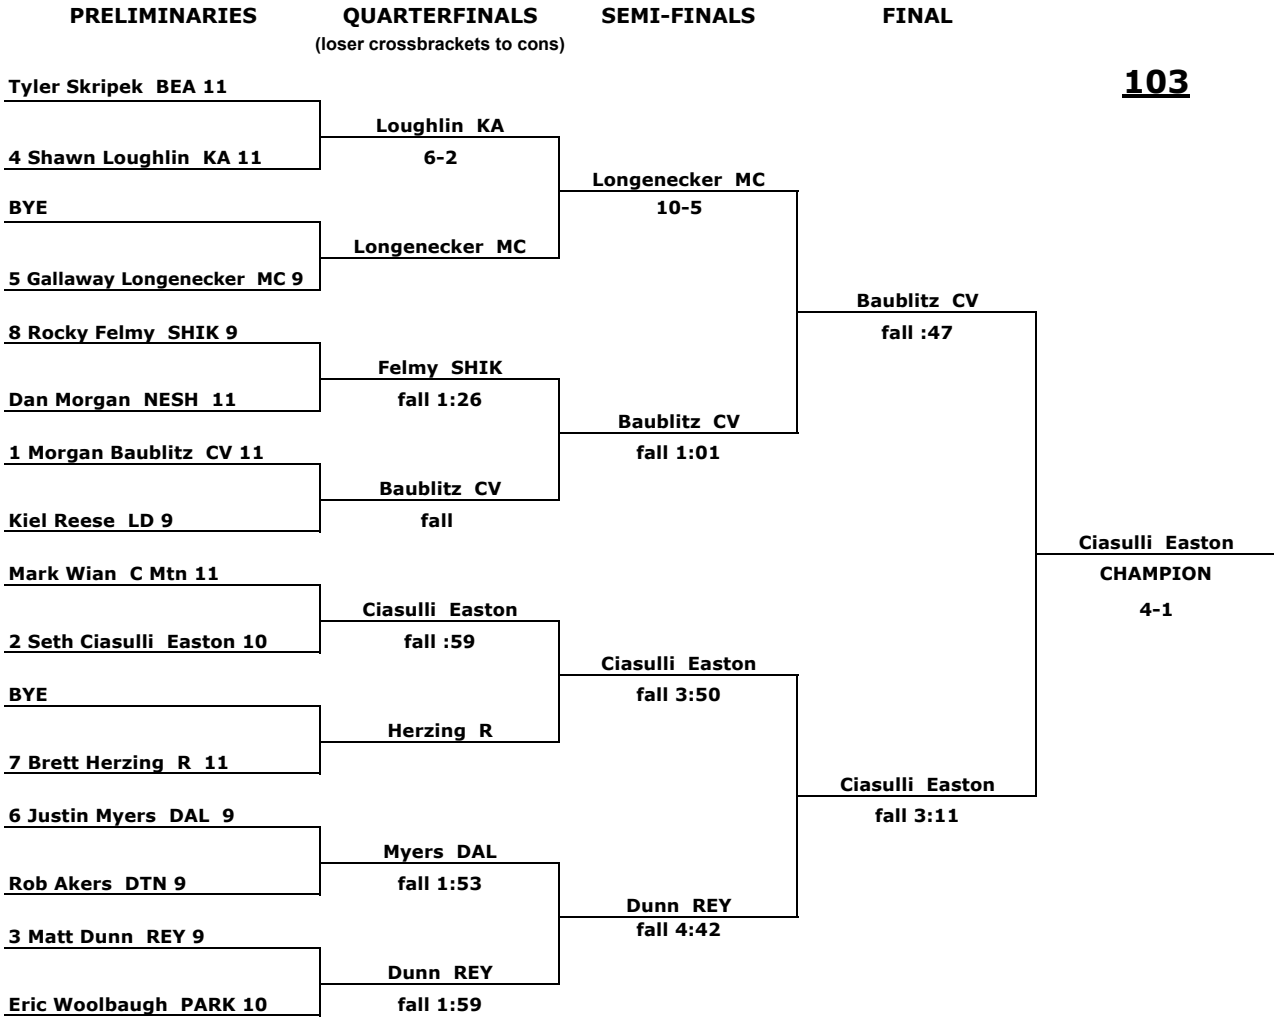 PRELIMINARIES QUARTERFINALS SEMI-FINALS FINAL
(loser crossbrackets to cons)
103
Tyler Skripek BEA 11
Loughlin KA
4 Shawn Loughlin KA 11
6-2
Longenecker MC
10-5
BYE
Longenecker MC
5 Gallaway Longenecker MC 9
Baublitz CV
fall :47
8 Rocky Felmy SHIK 9
Felmy SHIK
Dan Morgan NESH 11
fall 1:26
Baublitz CV
fall 1:01
1 Morgan Baublitz CV 11
Baublitz CV
Kiel Reese LD 9
fall
Ciasulli Easton
CHAMPION
4-1
Mark Wian C Mtn 11
Ciasulli Easton
2 Seth Ciasulli Easton 10
fall :59
Ciasulli Easton
fall 3:50
BYE
Herzing R
7 Brett Herzing R 11
Ciasulli Easton
fall 3:11
6 Justin Myers DAL 9
Myers DAL
Rob Akers DTN 9
fall 1:53
Dunn REY
fall 4:42
3 Matt Dunn REY 9
Dunn REY
Eric Woolbaugh PARK 10
fall 1:59